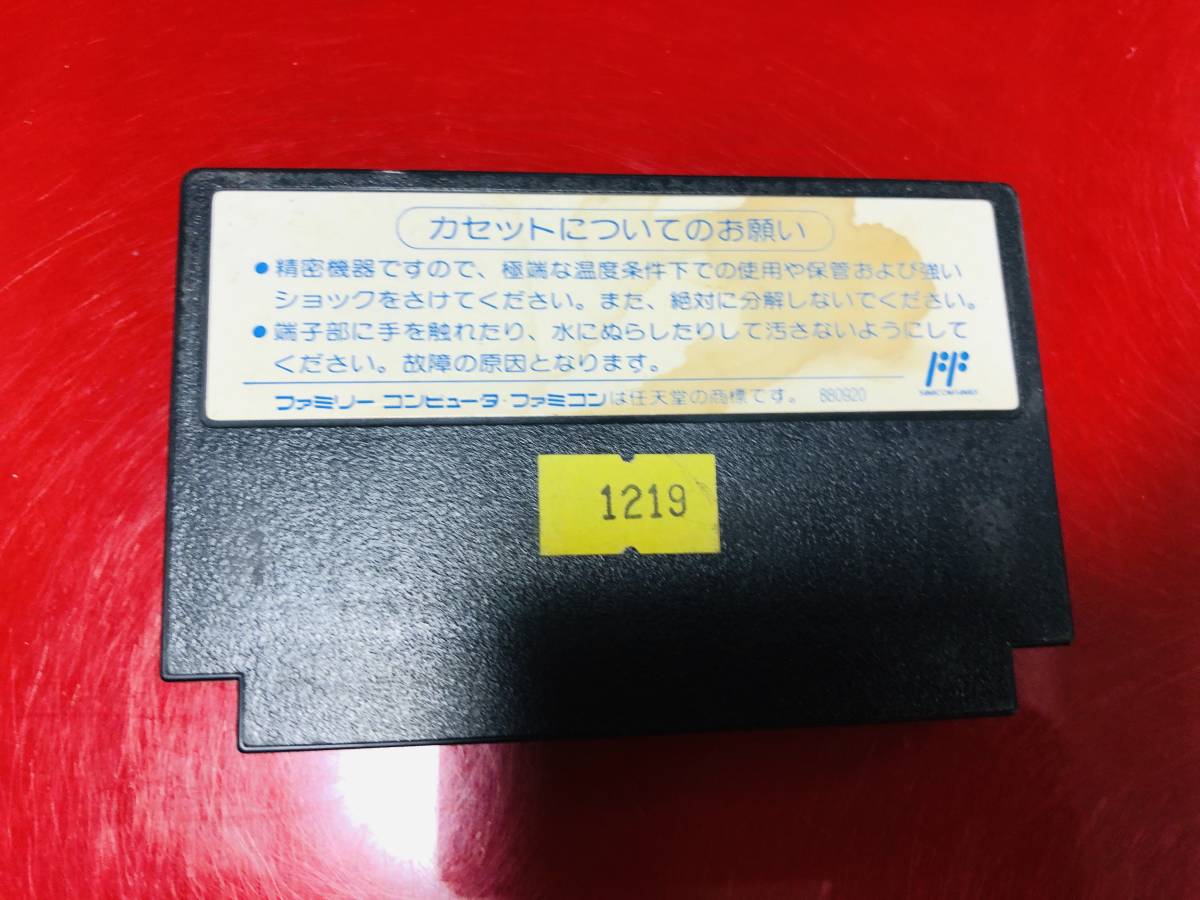 カセットについてのお願い
●精密機器ですので、極端な温度条件下での使用や保管および強い
ショックをさけてください。また、絶対に分解しないでください。
●端子部に手を触れたり、水にぬらしたりして汚さないようにして
ください。故障の原因となります。
ファミリーコンピュータ・ファミコンは任天堂の商標です。 880920
1219